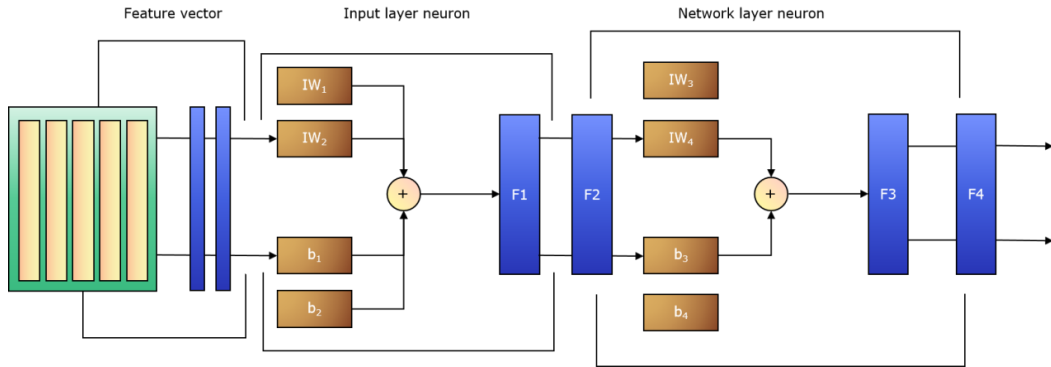 Feature vector
Input layer neuron
Network layer neuron
IW₁
IW₂
+
b₁
b₂
F1
F2
IW₃
IW₄
+
b₃
b₄
F3
F4